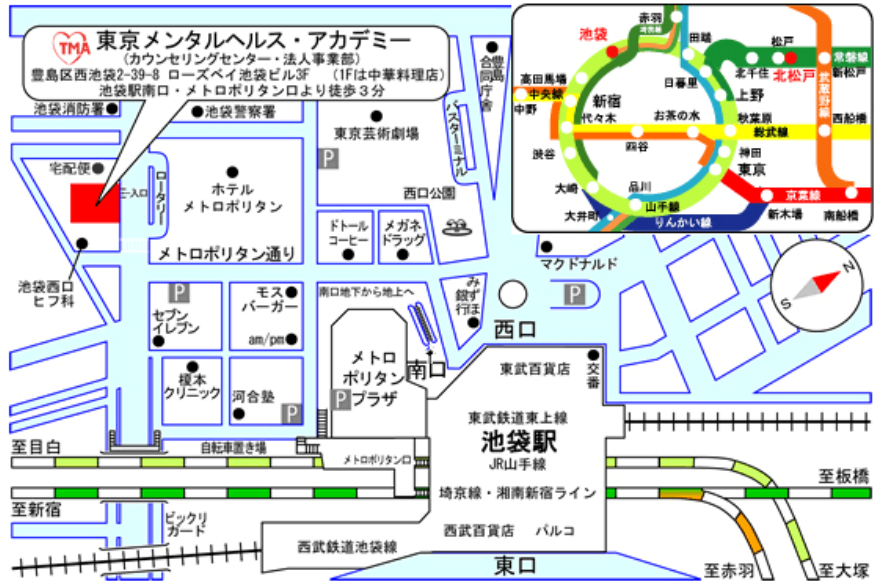 TMA 東京メンタルヘルス・アカデミー
(カウンセリングセンター・法人事業部)
豊島区西池袋2-39-8 ローズベイ池袋ビル3F (1Fは中華料理店)
池袋駅南口・メトロポリタン口より徒歩3分
赤羽
埼京線
池袋
田端
松戸
常磐線
北千住
北松戸
新松戸
高田馬場
日暮里
上野
武蔵野線
中央線
中野
新宿
代々木
お茶の水
秋葉原
総武線
西船橋
渋谷
四谷
神田
東京
大崎
品川
山手線
京葉線
大井町
りんかい線
新木場
南船橋
池袋消防署
池袋警察署
東京芸術劇場
バスターミナル
豊島
合同庁舎
宅配便
入口
ロータリー
ホテル
メトロポリタン
P
西口公園
ドトール
コーヒー
メガネ
ドラッグ
メトロポリタン通り
池袋西口
ヒフ科
マクドナルド
N
S
P
セブン
イレブン
モス
バーガー
am/pm
南口地下から地上へ
みずほ
銀行
P
西口
榎本
クリニック
河合塾
P
メトロ
ポリタン
プラザ
P
南口
東武百貨店
交番
東武鉄道東上線
池袋駅
JR山手線
埼京線・湘南新宿ライン
西武百貨店 パルコ
至目白
自転車置き場
メトロポリタン口
至板橋
至新宿
ビックリ
ガード
西武鉄道池袋線
東口
至赤羽
至大塚